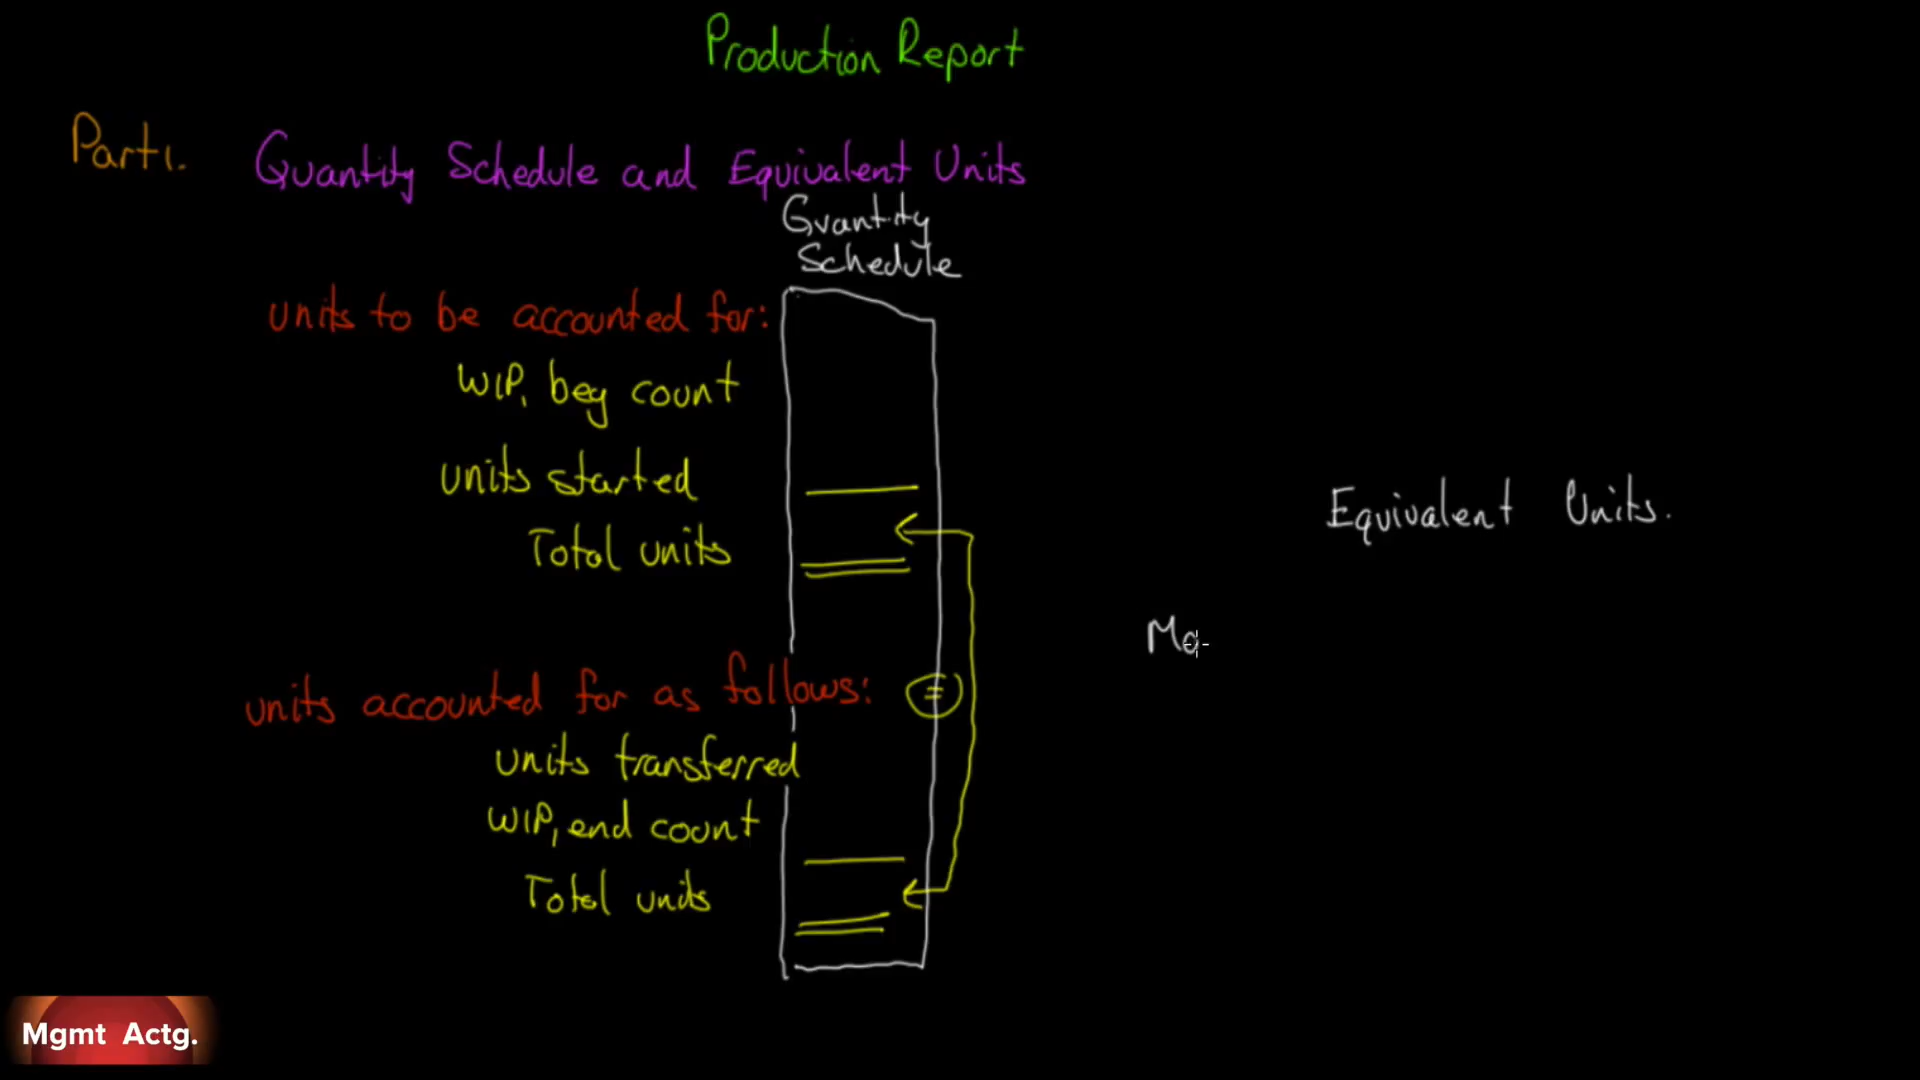 Production Report
Part 1.
Quantity Schedule and Equivalent Units
Quantity
Schedule
units to be accounted for:
WIP, beg count
units started
Total units
Equivalent Units.
Ma
units accounted for as follows: =
units transferred
WIP, end count
Total units
Mgmt Actg.